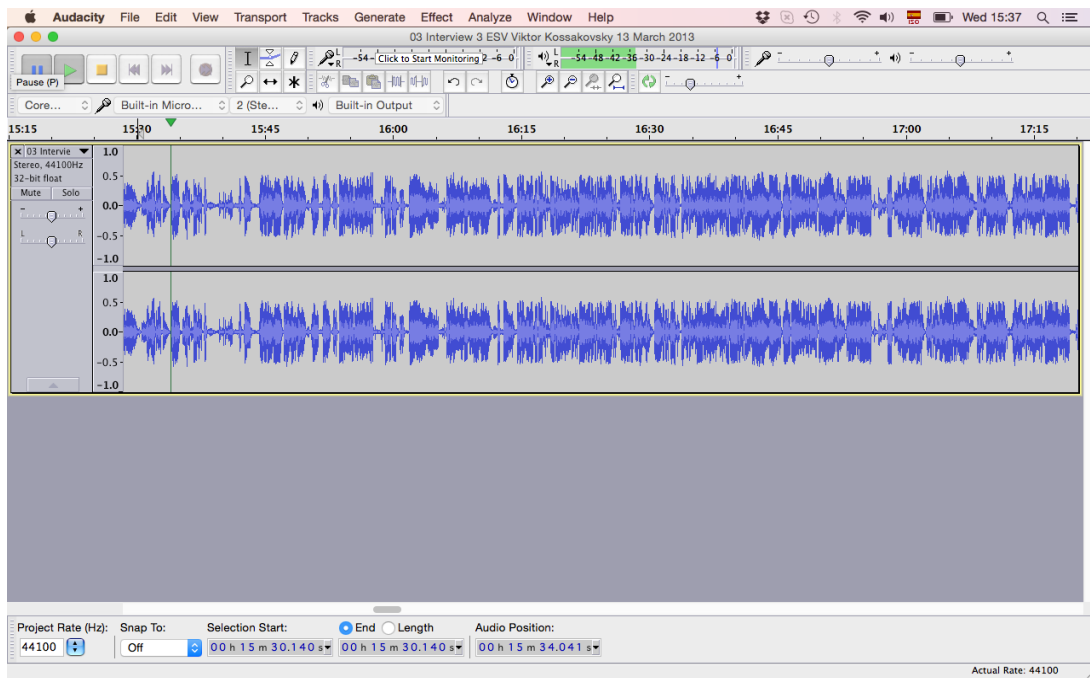 Audacity File Edit View Transport Tracks Generate Effect Analyze Window Help Wed 15:37
03 Interview 3 ESV Viktor Kossakovsky 13 March 2013
L R -54- Click to Start Monitoring 2 -6 0 L R -54 -48 -42 -36 -30 -24 -18 -12 -6 0
Pause (P)
Core... Built-in Micro... 2 (Ste... Built-in Output
15:15 15:30 15:45 16:00 16:15 16:30 16:45 17:00 17:15
03 Intervie 1.0
Stereo, 44100Hz
32-bit float
0.5
Mute Solo
0.0
- +
L R
-0.5
-1.0
1.0
0.5
0.0
-0.5
-1.0
Project Rate (Hz): Snap To: Selection Start: End Length Audio Position:
44100 Off 00 h 15 m 30.140 s 00 h 15 m 30.140 s 00 h 15 m 34.041 s
Actual Rate: 44100